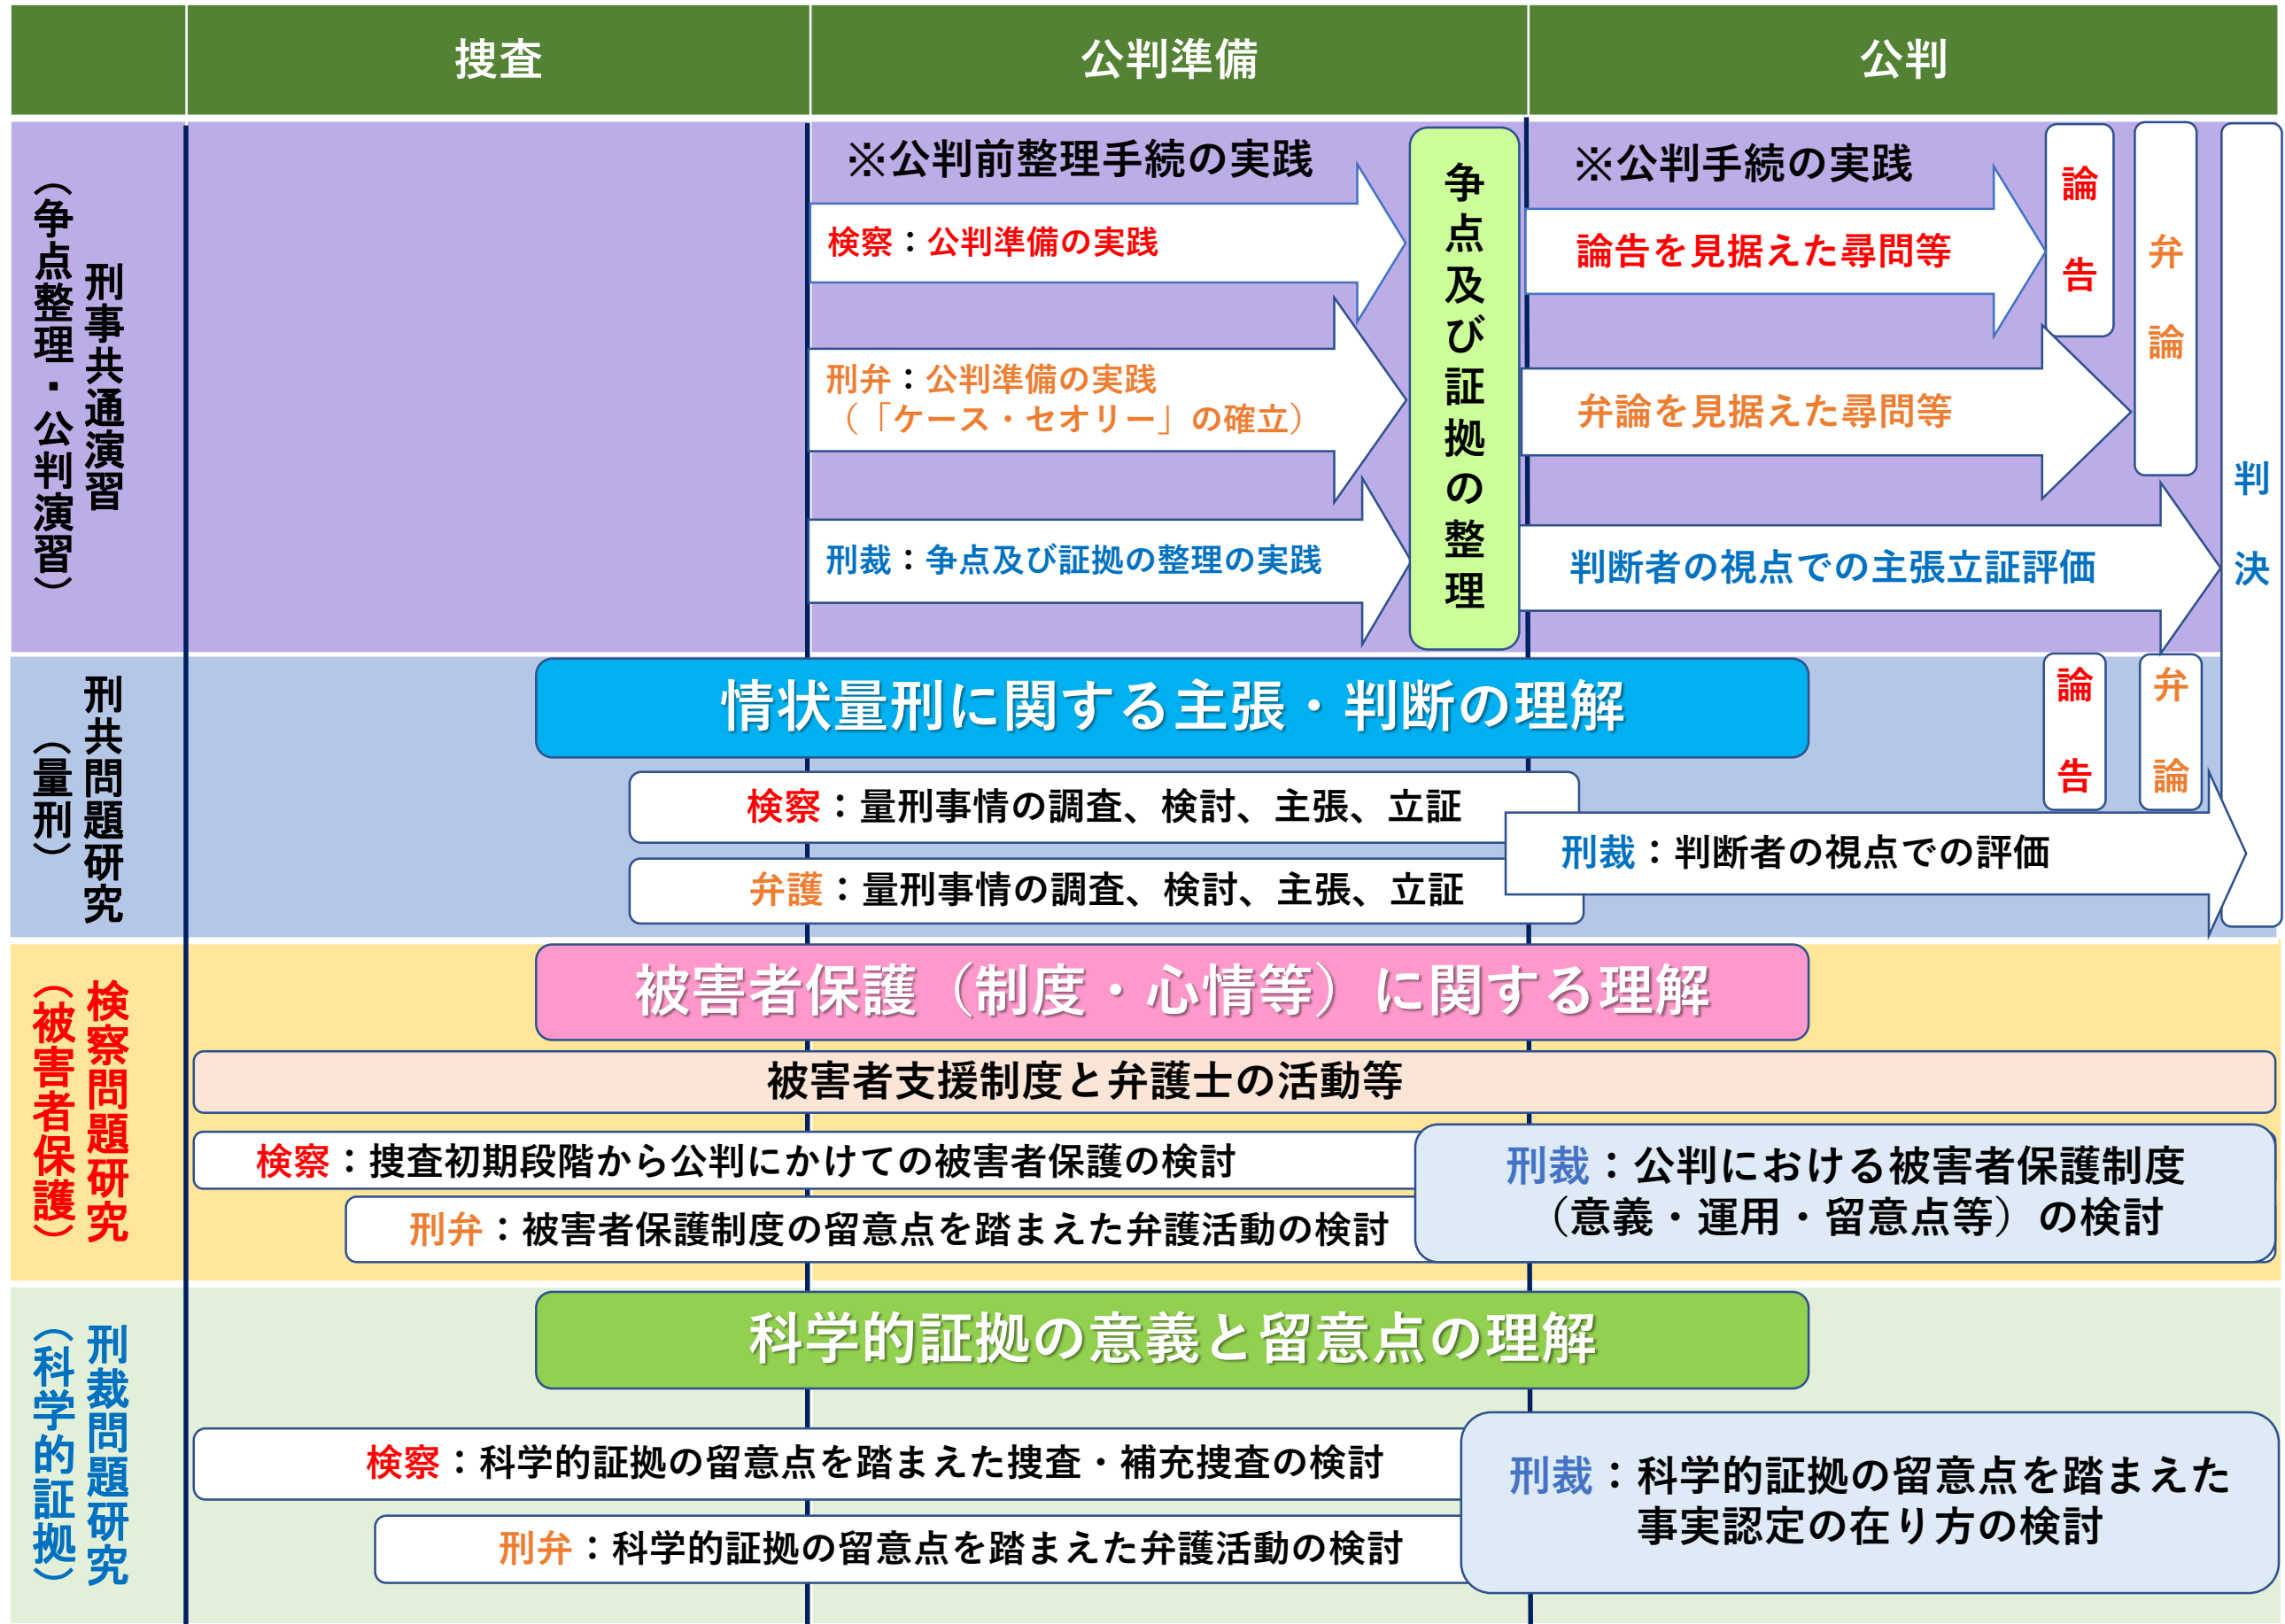 捜査
公判準備
公判
刑事共通演習
（争点整理・公判演習）
※公判前整理手続の実践
検察：公判準備の実践
刑弁：公判準備の実践
（「ケース・セオリー」の確立）
刑裁：争点及び証拠の整理の実践
争点及び証拠の整理
※公判手続の実践
論告を見据えた尋問等
弁論を見据えた尋問等
判断者の視点での主張立証評価
論告
弁論
判決
刑共問題研究
（量刑）
情状量刑に関する主張・判断の理解
検察：量刑事情の調査、検討、主張、立証
弁護：量刑事情の調査、検討、主張、立証
刑裁：判断者の視点での評価
論告
弁論
検察問題研究
（被害者保護）
被害者保護（制度・心情等）に関する理解
被害者支援制度と弁護士の活動等
検察：捜査初期段階から公判にかけての被害者保護の検討
刑弁：被害者保護制度の留意点を踏まえた弁護活動の検討
刑裁：公判における被害者保護制度
（意義・運用・留意点等）の検討
刑裁問題研究
（科学的証拠）
科学的証拠の意義と留意点の理解
検察：科学的証拠の留意点を踏まえた捜査・補充捜査の検討
刑弁：科学的証拠の留意点を踏まえた弁護活動の検討
刑裁：科学的証拠の留意点を踏まえた
事実認定の在り方の検討